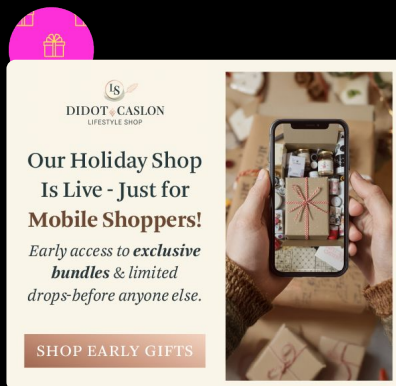 LS
DIDOT CASLON
LIFESTYLE SHOP
Our Holiday Shop
Is Live - Just for
Mobile Shoppers!
Early access to exclusive
bundles & limited
drops-before anyone else.
SHOP EARLY GIFTS